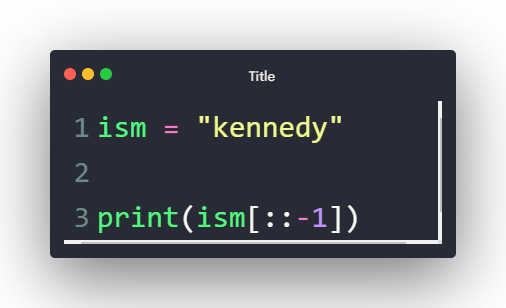 Title
1 ism = "kennedy"
2
3 print(ism[::-1])